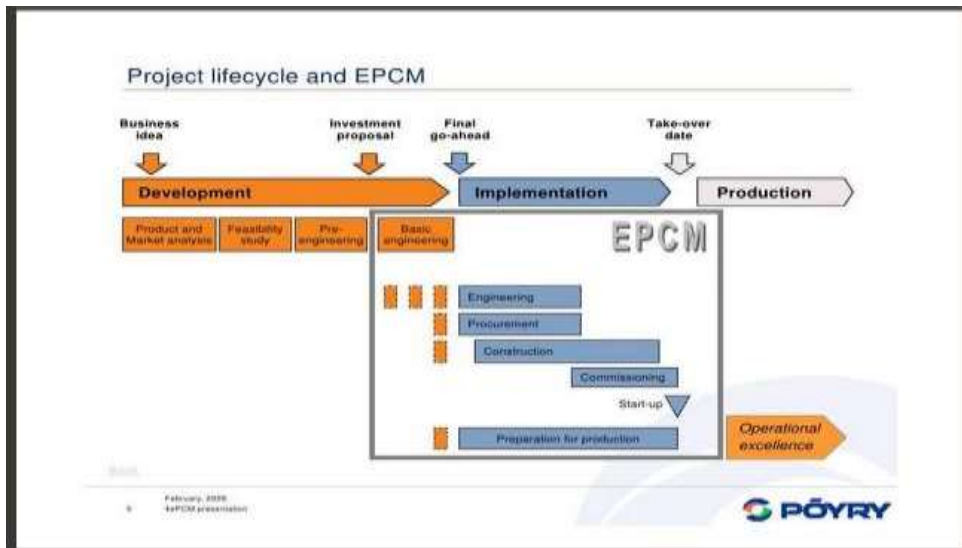 Project lifecycle and EPCM
Business
idea
Investment
proposal
Final
go-ahead
Take-over
date
Development
Implementation
Production
Product and
Market analysis
Feasibility
study
Pre-
engineering
Basic
engineering
EPCM
Engineering
Procurement
Construction
Commissioning
Start-up
Preparation for production
Operational
excellence
February,
presentation
PÖYRY